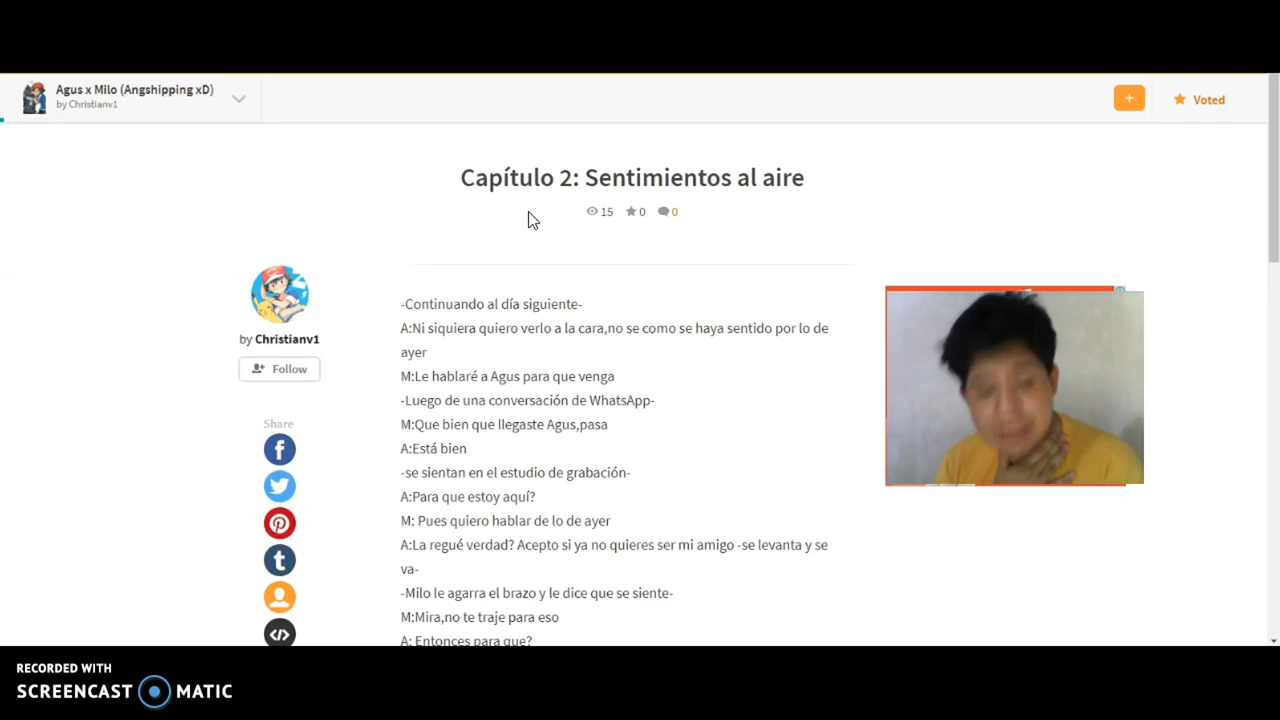 Agus x Milo (Angshipping xD)
by Christianv1
+
Voted
Capítulo 2: Sentimientos al aire
15 0 0
by Christianv1
Follow
Share
-Continuando al día siguiente-
A:Ni siquiera quiero verlo a la cara,no se como se haya sentido por lo de
ayer
M:Le hablaré a Agus para que venga
-Luego de una conversación de WhatsApp-
M:Que bien que llegaste Agus,pasa
A:Está bien
-se sientan en el estudio de grabación-
A:Para que estoy aquí?
M: Pues quiero hablar de lo de ayer
A:La regué verdad? Acepto si ya no quieres ser mi amigo -se levanta y se
va-
-Milo le agarra el brazo y le dice que se siente-
M:Mira,no te traje para eso
A: Entonces para que?
RECORDED WITH
SCREENCAST MATIC